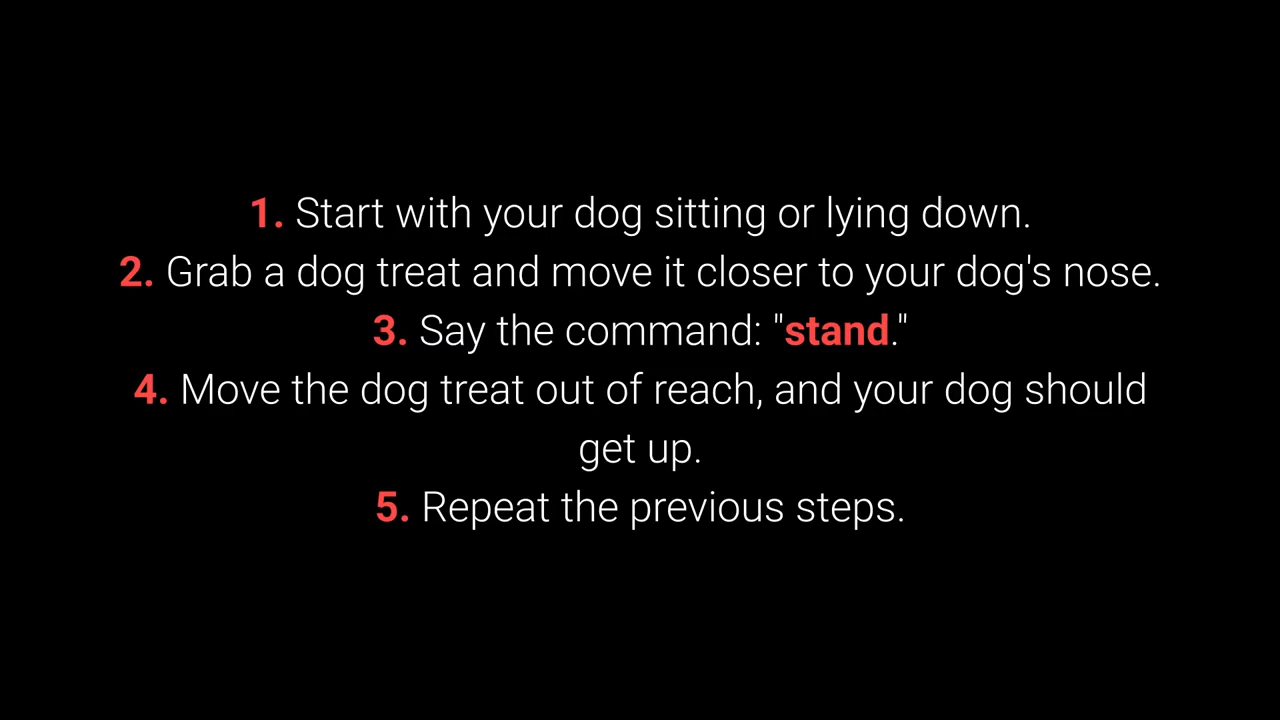 1. Start with your dog sitting or lying down.
2. Grab a dog treat and move it closer to your dog's nose.
3. Say the command: "stand."
4. Move the dog treat out of reach, and your dog should
get up.
5. Repeat the previous steps.